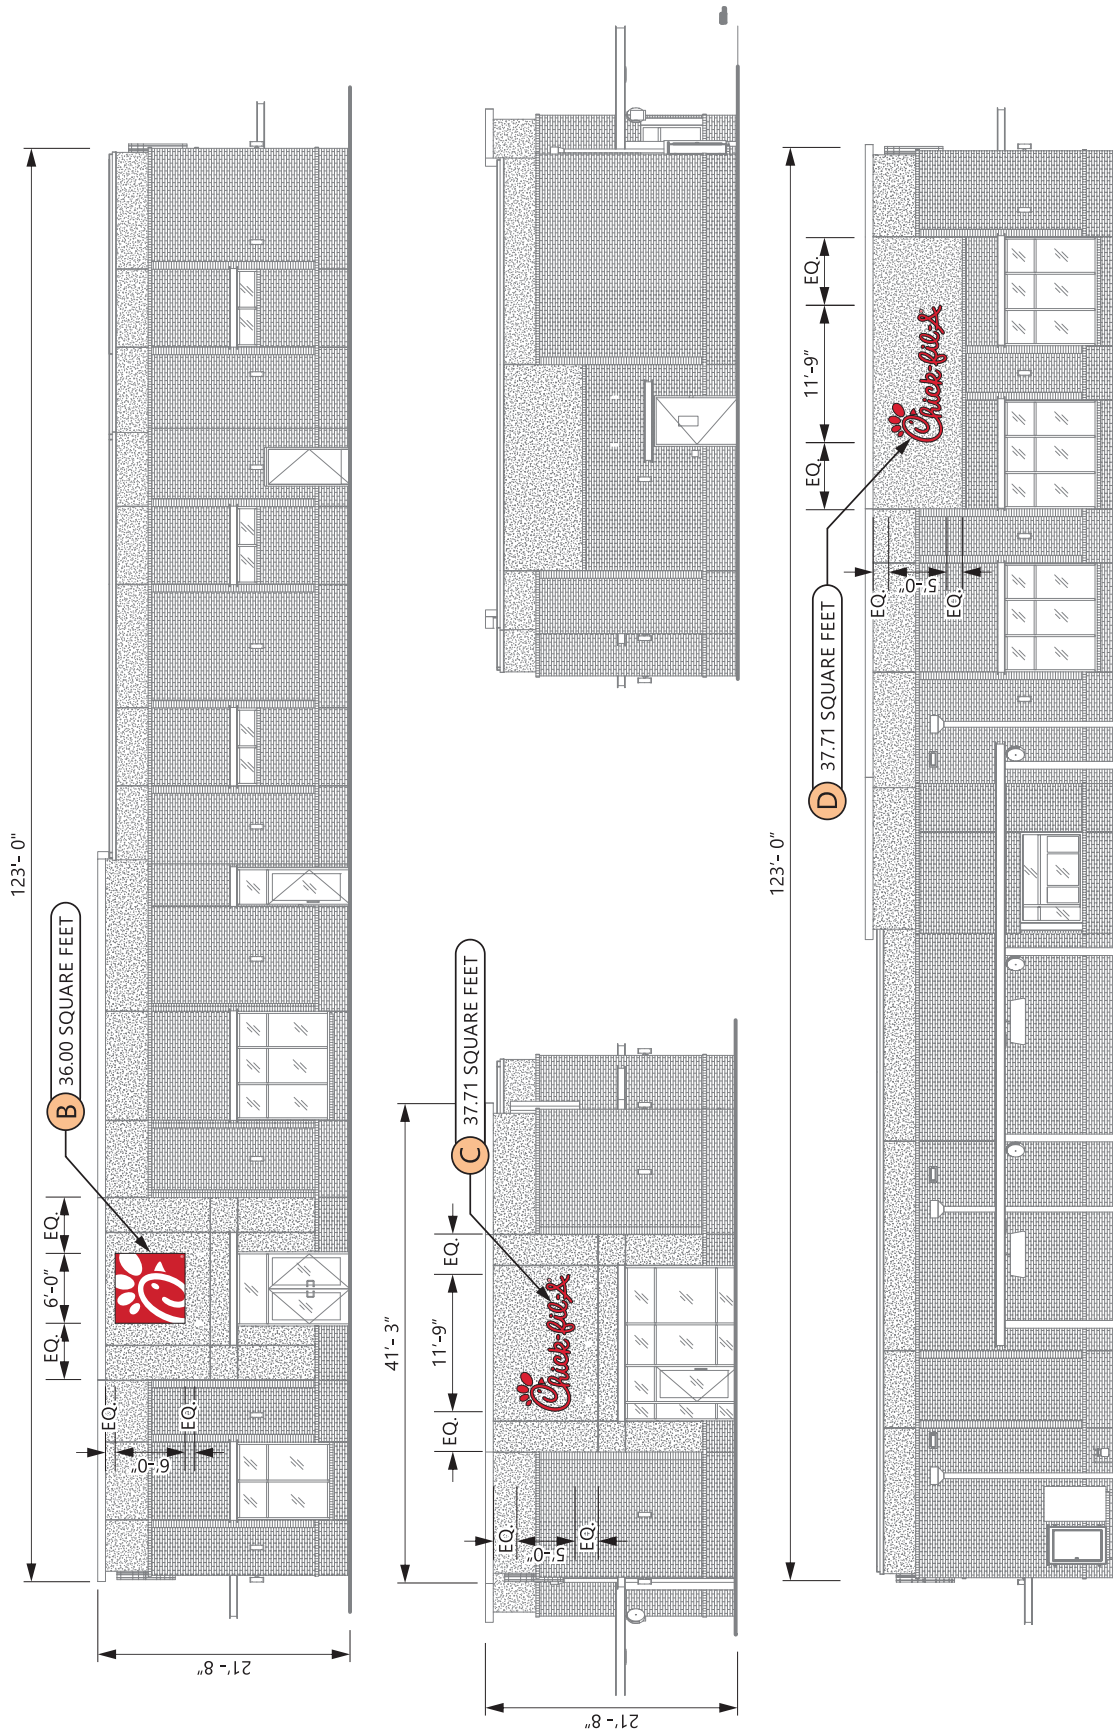 123'- 0"
B 36.00 SQUARE FEET
EQ.
6'-0"
EQ.
EQ.
6'-0"
EQ.
21'- 8"
41'- 3"
C 37.71 SQUARE FEET
EQ.
11'-9"
EQ.
Chick-fil-A
EQ.
5'-0"
EQ.
21'- 8"
123'- 0"
D 37.71 SQUARE FEET
EQ.
11'-9"
EQ.
Chick-fil-A
EQ.
5'-0"
EQ.